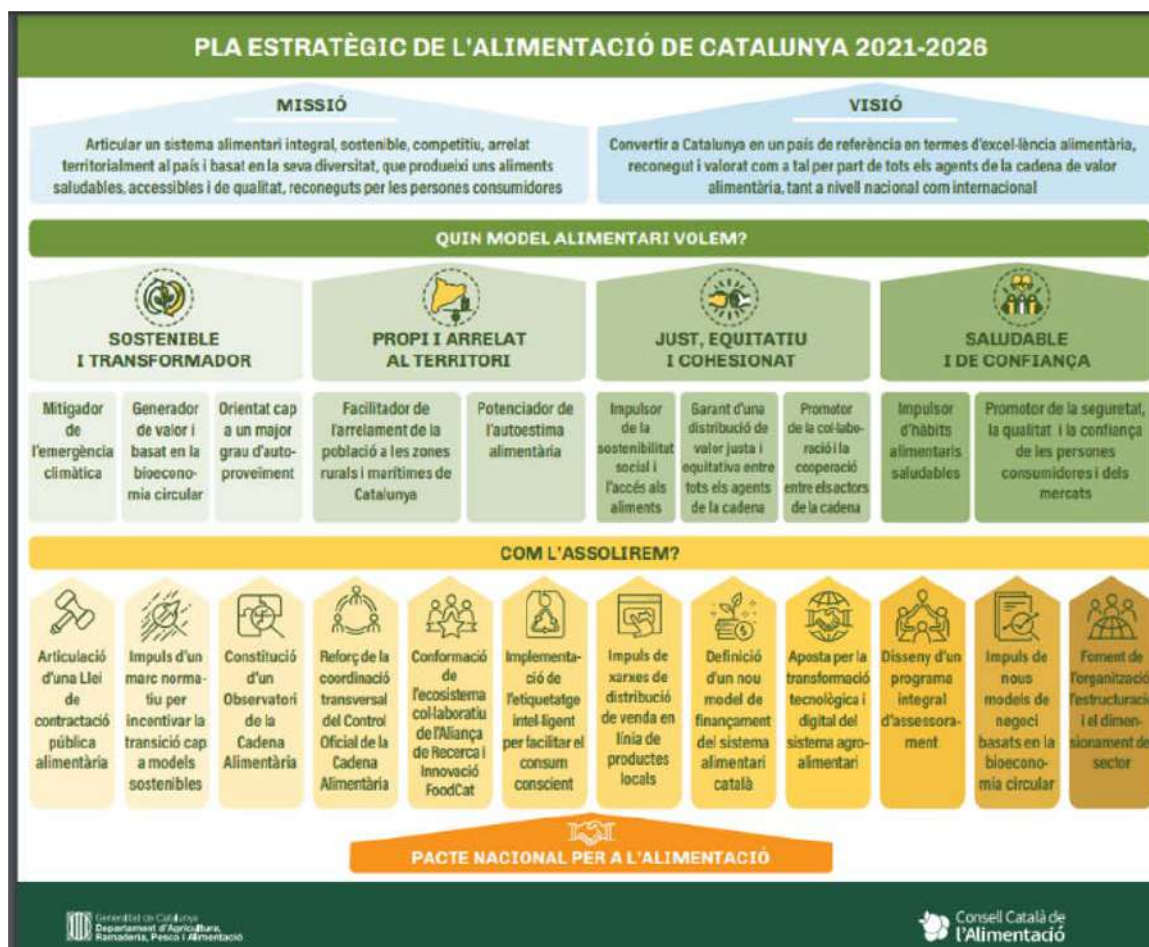 PLA ESTRATÈGIC DE L'ALIMENTACIÓ DE CATALUNYA 2021-2026
MISSIÓ
Articular un sistema alimentari integral, sostenible, competitiu, arrelat
territorialment al país i basat en la seva diversitat, que produeixi uns aliments
saludables, accessibles i de qualitat, reconeguts per les persones consumidores
VISIÓ
Convertir a Catalunya en un país de referència en termes d'excel·lència alimentària,
reconegut i valorat com a tal per part de tots els agents de la cadena de valor
alimentària, tant a nivell nacional com internacional
QUIN MODEL ALIMENTARI VOLEM?
SOSTENIBLE
I TRANSFORMADOR
Mitigador
de
l'emergència
climàtica
Generador
de valor i
basat en la
bioecono-
mia circular
Orientat cap
a un major
grau d'auto-
proveïment
PROPI I ARRELAT
AL TERRITORI
Facilitador de
l'arrelament de la
població a les zones
rurals i marítimes de
Catalunya
Potenciador de
l'autoestima
alimentària
JUST, EQUITATIU
I COHESIONAT
Impulsor
de la
sostenibilitat
social i
l'accés als
aliments
Garant d'una
distribució de
valor justa i
equitativa entre
tots els agents
de la cadena
Promotor
de la col·labo-
ració i la
cooperació
entre els actors
de la cadena
SALUDABLE
I DE CONFIANÇA
Impulsor
d'hàbits
alimentaris
saludables
Promotor de la seguretat,
la qualitat i la confiança
de les persones
consumidores i dels
mercats
COM L'ASSOLIREM?
Articulació
d'una Llei
de
contractació
pública
alimentària
Impuls d'un
marc norma-
tiu per
incentivar la
transició cap
a models
sostenibles
Constitució
d'un
Observatori
de la
Cadena
Alimentària
Reforç de la
coordinació
transversal
del Control
Oficial de la
Cadena
Alimentària
Conformació
de
l'ecosistema
col·laboratiu
de l'Aliança
de Recerca i
Innovació
FoodCat
Implementa-
ció de
l'etiquetatge
intel·ligent
per facilitar el
consum
conscient
Impuls de
xarxes de
distribució
de venda en
línia de
productes
locals
Definició
d'un nou
model de
finançament
del sistema
alimentari
català
Aposta per la
transformació
tecnològica i
digital del
sistema agro-
alimentari
Disseny d'un
programa
integral
d'assessora-
ment
Impuls de
nous
models de
negoci
basats en la
bioecono-
mia circular
Foment de
l'organització
l'estructuració
i el dimen-
sionament de
sector
PACTE NACIONAL PER A L'ALIMENTACIÓ
Generalitat de Catalunya
Departament d'Agricultura,
Ramaderia, Pesca i Alimentació
Consell Català de
l'Alimentació